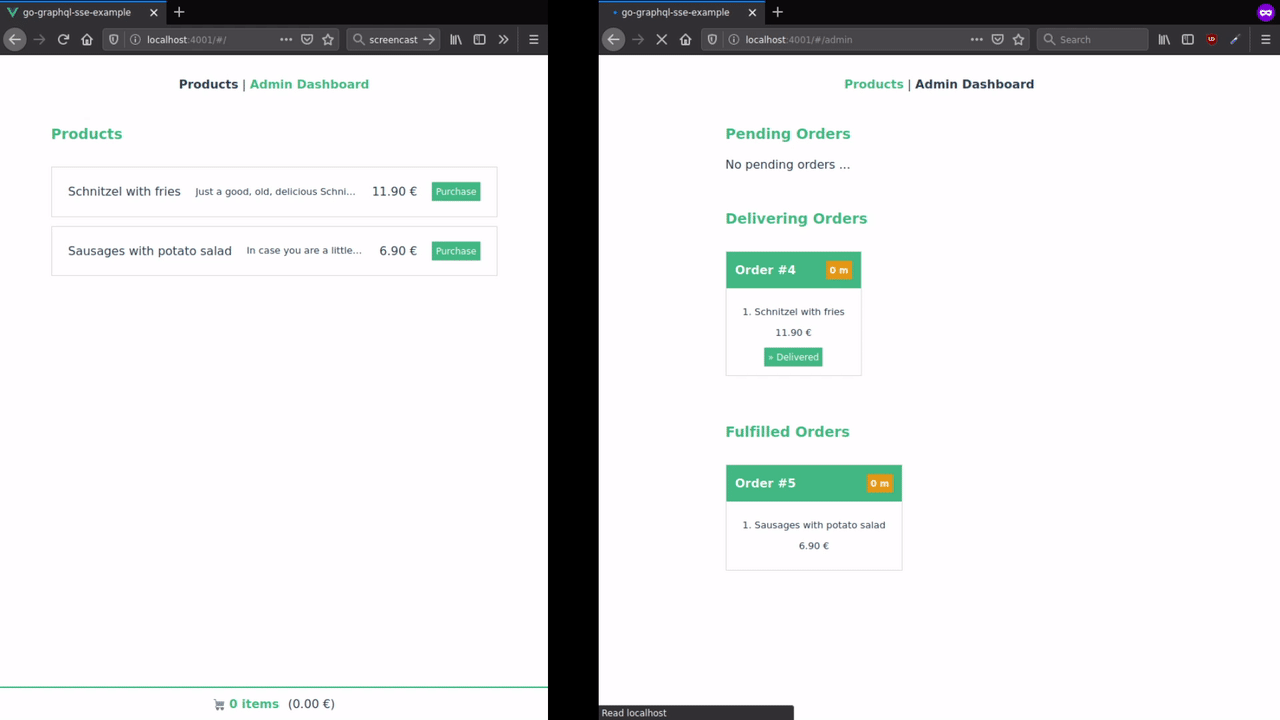 go-graphql-sse-example
localhost:4001/#/
screencast
Products | Admin Dashboard
Products
Schnitzel with fries Just a good, old, delicious Schni... 11.90 € Purchase
Sausages with potato salad In case you are a little... 6.90 € Purchase
0 items (0.00 €)
go-graphql-sse-example
localhost:4001/#/admin
Search
Products | Admin Dashboard
Pending Orders
No pending orders ...
Delivering Orders
Order #4 0 m
1. Schnitzel with fries
11.90 €
» Delivered
Fulfilled Orders
Order #5 0 m
1. Sausages with potato salad
6.90 €
Read localhost